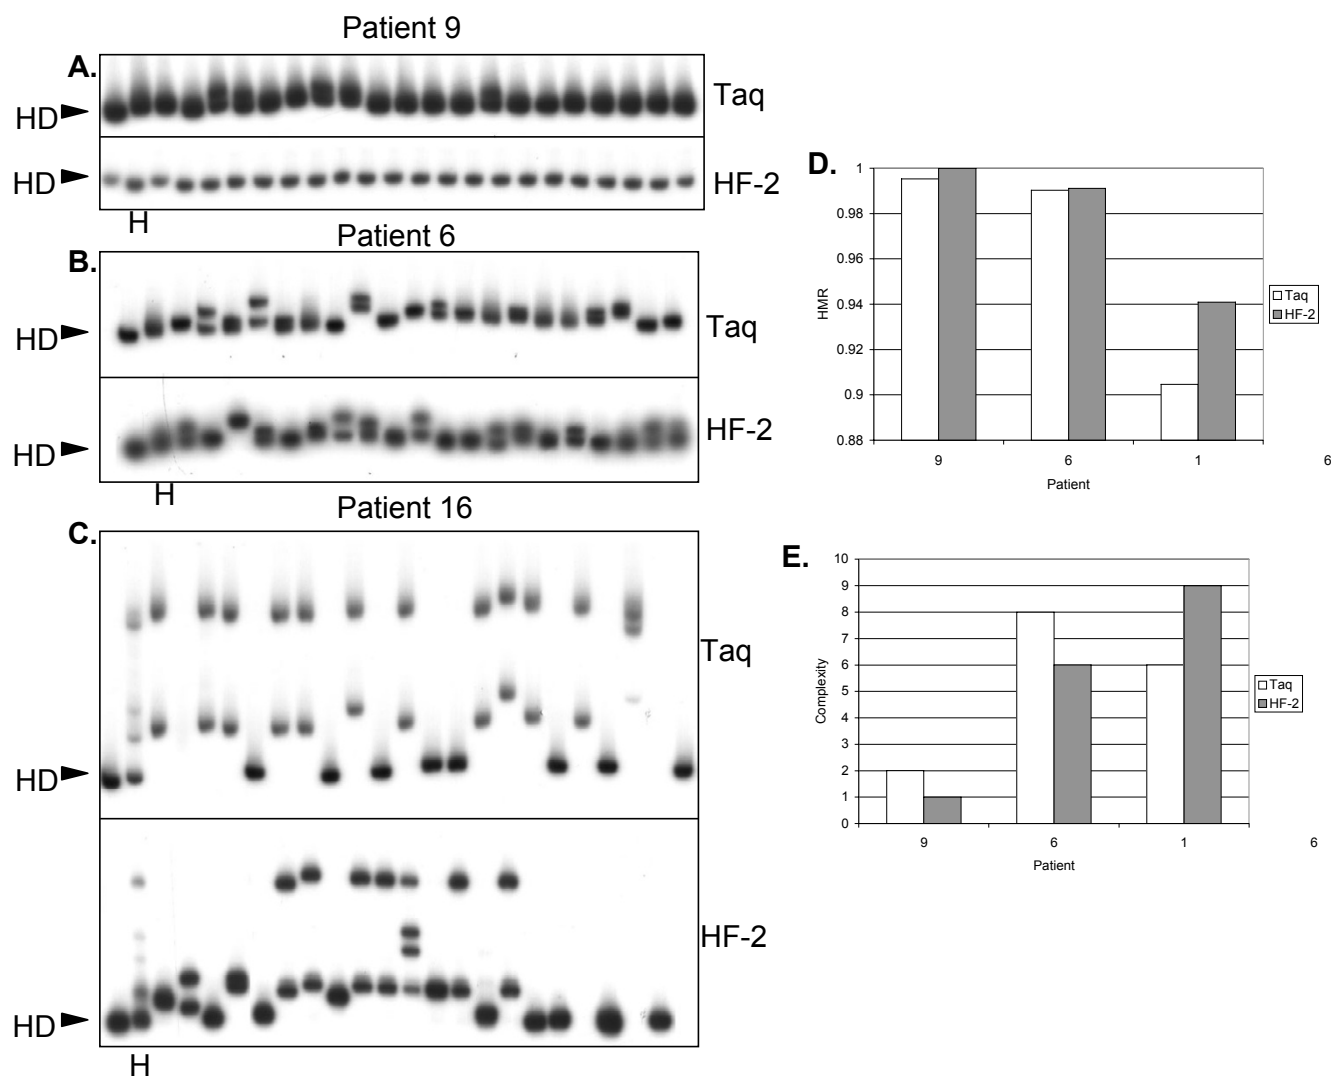 Patient 9
A.
Taq
HD
HD
HF-2
H
Patient 6
B.
HD
Taq
HF-2
HD
H
Patient 16
C.
Taq
HD
HF-2
HD
H
D.
1
0.98
0.96
0.94
0.92
0.9
0.88
HMR
Taq
HF-2
9 6 1 6
Patient
E.
10
9
8
7
6
5
4
3
2
1
0
Complexity
Taq
HF-2
9 6 1 6
Patient